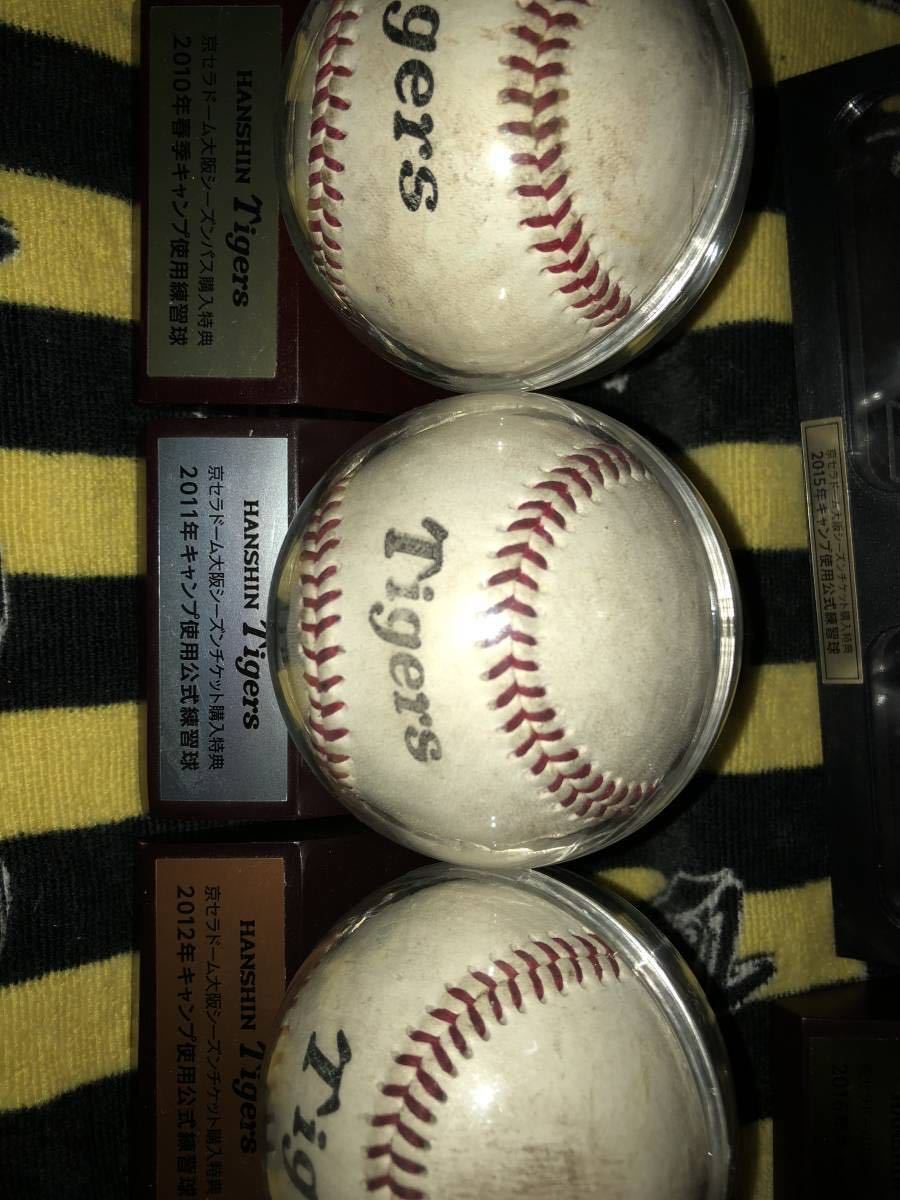 HANSHIN Tigers
京セラドーム大阪シーズンパス購入特典
2010年春季キャンプ使用練習球
gers
HANSHIN Tigers
京セラドーム大阪シーズンチケット購入特典
2011年キャンプ使用公式練習球
Tigers
HANSHIN Tigers
京セラドーム大阪シーズンチケット購入特典
2012年キャンプ使用公式練習球
Tig
京セラドーム大阪シーズンチケット購入特典
2015年キャンプ使用公式練習球